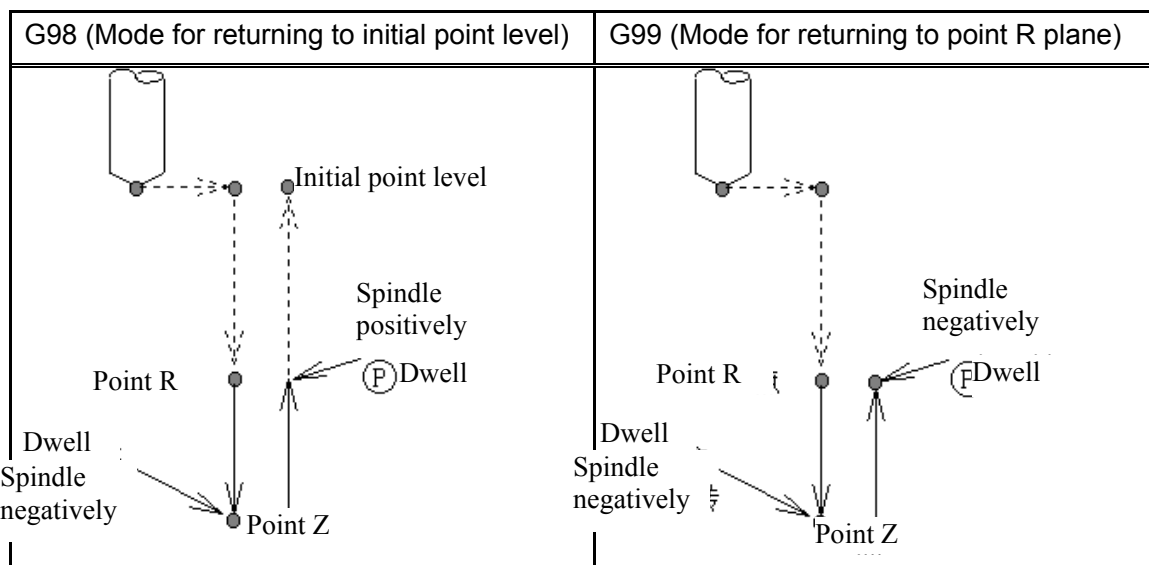 G98 (Mode for returning to initial point level)
G99 (Mode for returning to point R plane)
Initial point level
Spindle
positively
Point R
P Dwell
Dwell
Spindle
negatively
Point Z
Spindle
negatively
Point R
Dwell
Dwell
Spindle
negatively
Point Z